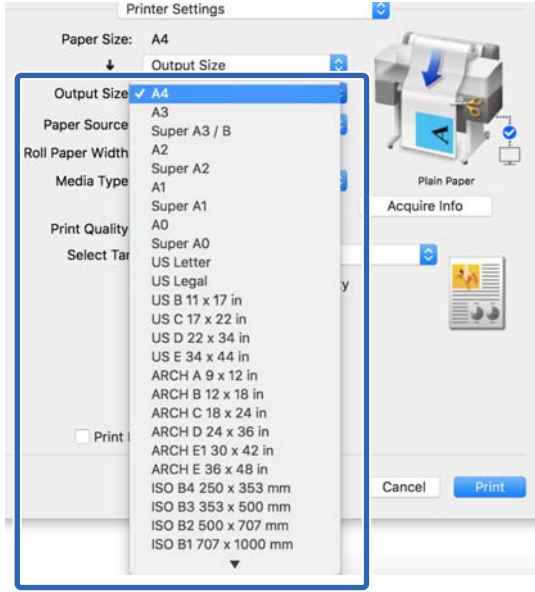 Printer Settings
Paper Size: A4
Output Size
Output Size ✓ A4
A3
Paper Source
Super A3 / B
Roll Paper Width
A2
Super A2
Media Type
A1
Plain Paper
Super A1
Acquire Info
A0
Print Quality
Super A0
Select Tar
US Letter
US Legal
y
US B 11 x 17 in
US C 17 x 22 in
US D 22 x 34 in
US E 34 x 44 in
ARCH A 9 x 12 in
ARCH B 12 x 18 in
ARCH C 18 x 24 in
ARCH D 24 x 36 in
Print
ARCH E1 30 x 42 in
ARCH E 36 x 48 in
ISO B4 250 x 353 mm
Cancel
Print
ISO B3 353 x 500 mm
ISO B2 500 x 707 mm
ISO B1 707 x 1000 mm